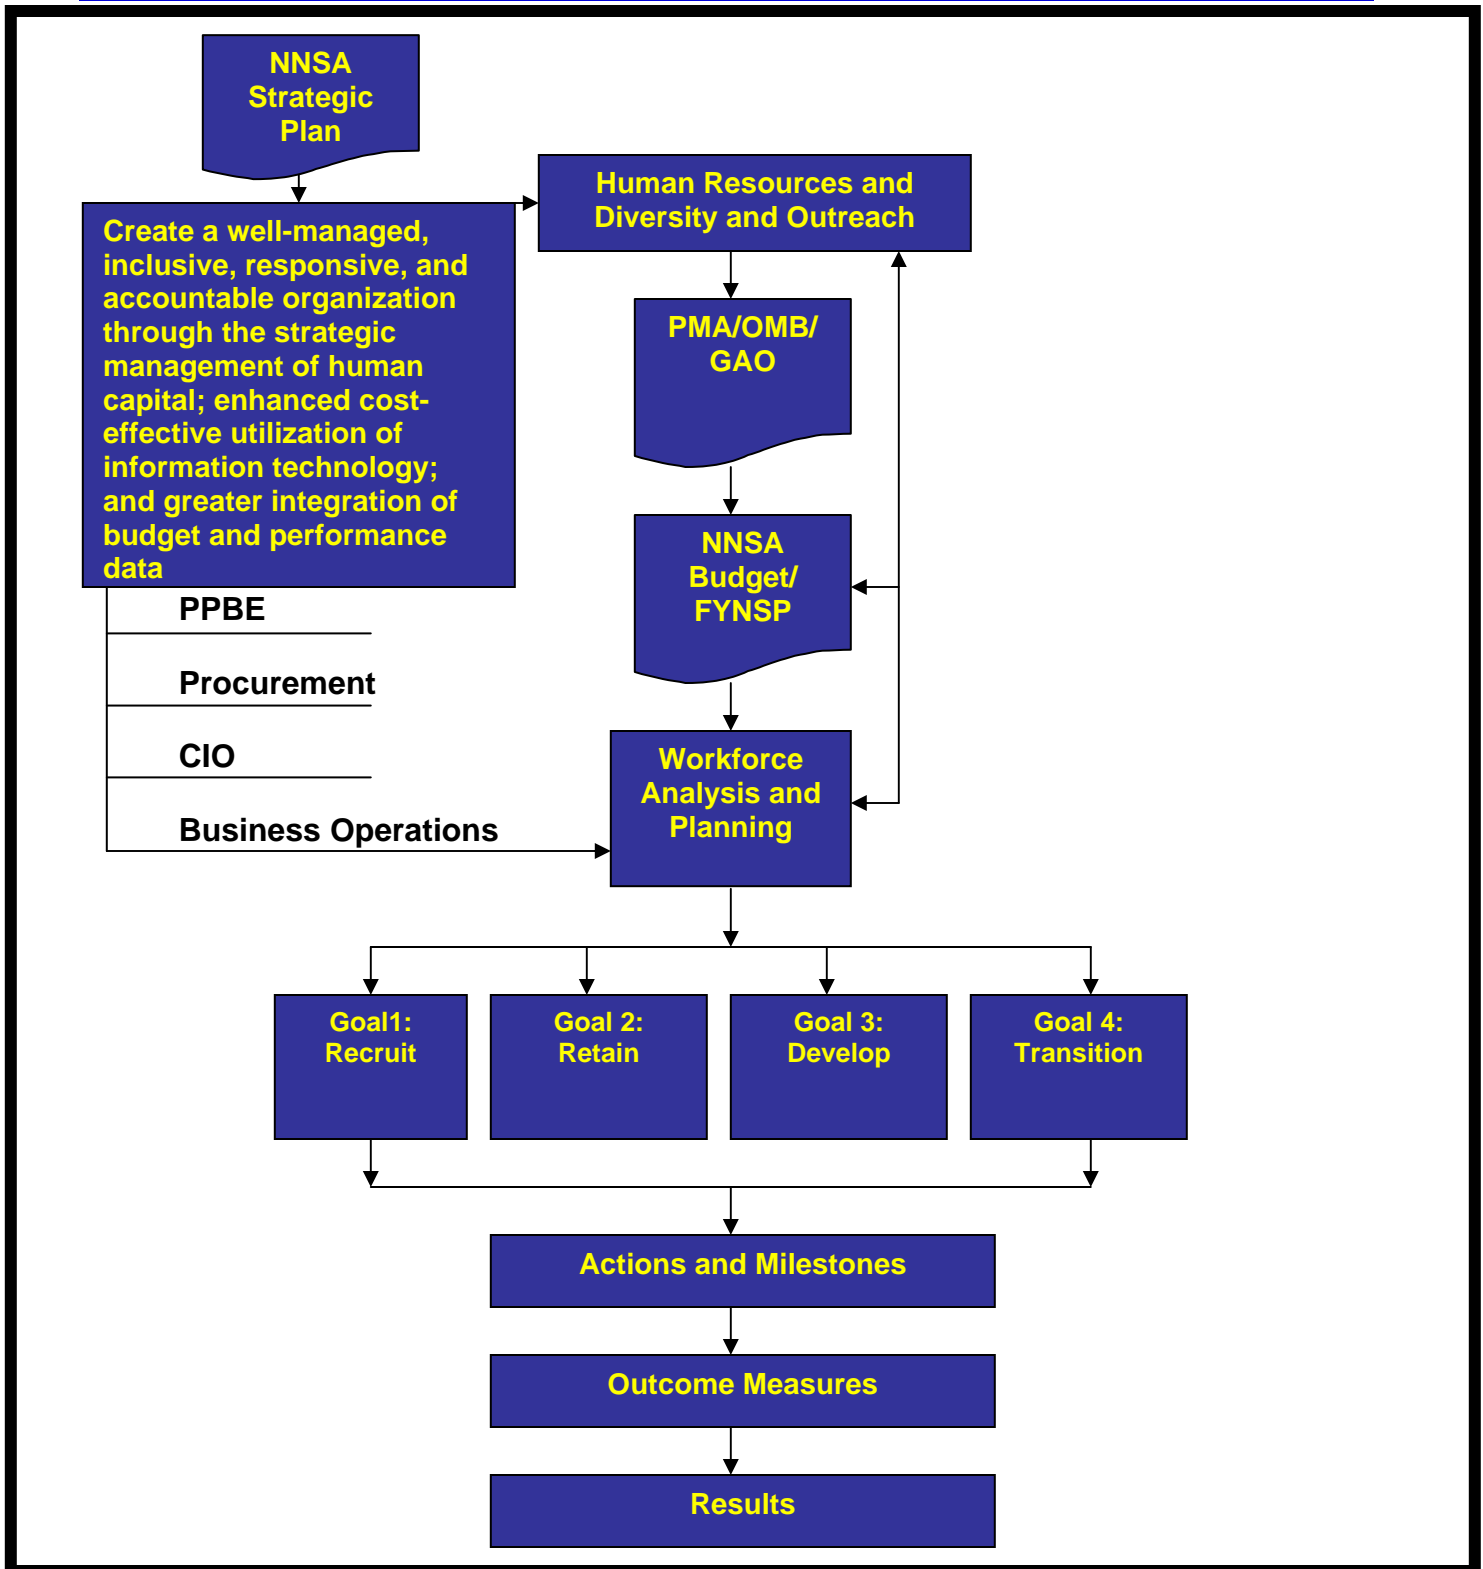 NNSA
Strategic
Plan
Human Resources and
Diversity and Outreach
Create a well-managed,
inclusive, responsive, and
accountable organization
through the strategic
management of human
capital; enhanced cost-
effective utilization of
information technology;
and greater integration of
budget and performance
data
PMA/OMB/
GAO
NNSA
Budget/
FYNSP
PPBE
Procurement
CIO
Business Operations
Workforce
Analysis and
Planning
Goal1:
Recruit
Goal 2:
Retain
Goal 3:
Develop
Goal 4:
Transition
Actions and Milestones
Outcome Measures
Results